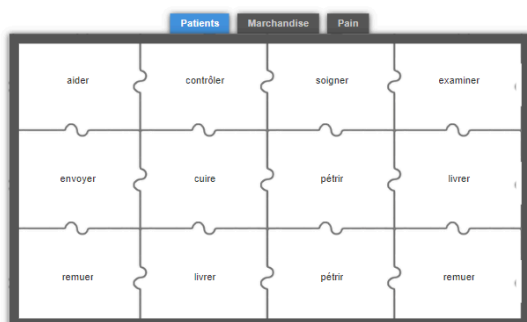 Patients Marchandise Pain
aider contrôler soigner examiner
envoyer cuire pétrir livrer
remuer livrer pétrir remuer